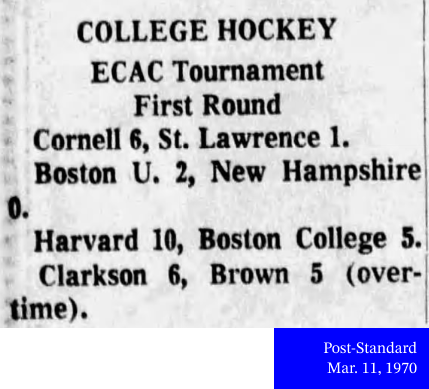 COLLEGE HOCKEY
ECAC Tournament
First Round
Cornell 6, St. Lawrence 1.
Boston U. 2, New Hampshire
0.
Harvard 10, Boston College 5.
Clarkson 6, Brown 5 (over-
time).
Post-Standard
Mar. 11, 1970